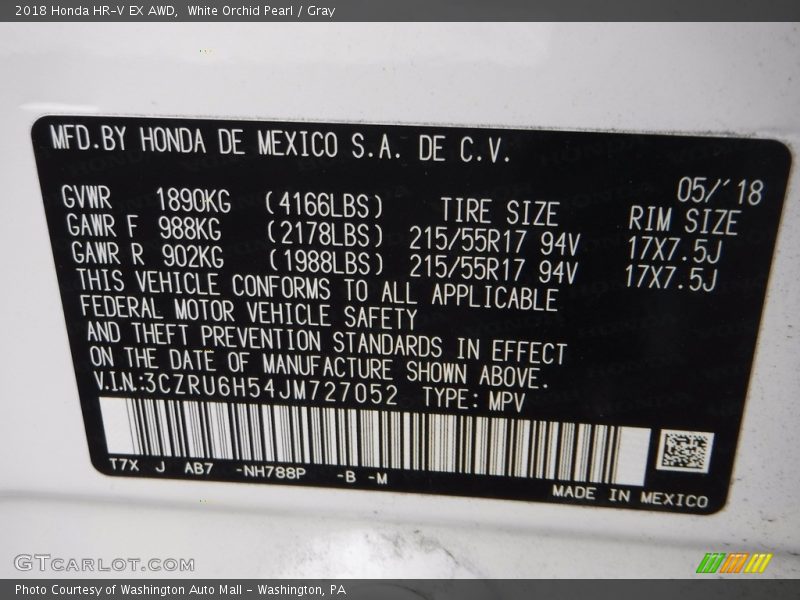 2018 Honda HR-V EX AWD, White Orchid Pearl / Gray
MFD.BY HONDA DE MEXICO S.A. DE C.V.
05/'18
GVWR 1890KG (4166LBS) TIRE SIZE RIM SIZE
GAWR F 988KG (2178LBS) 215/55R17 94V 17X7.5J
GAWR R 902KG (1988LBS) 215/55R17 94V 17X7.5J
THIS VEHICLE CONFORMS TO ALL APPLICABLE
FEDERAL MOTOR VEHICLE SAFETY
AND THEFT PREVENTION STANDARDS IN EFFECT
ON THE DATE OF MANUFACTURE SHOWN ABOVE.
V.I.N.:3CZRU6H54JM727052 TYPE: MPV
T7X J AB7 -NH788P -B -M
MADE IN MEXICO
GTCARLOT.COM
Photo Courtesy of Washington Auto Mall - Washington, PA